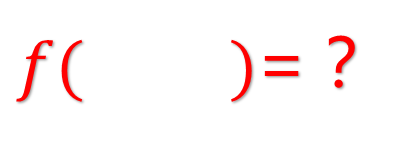 f(        )= ?